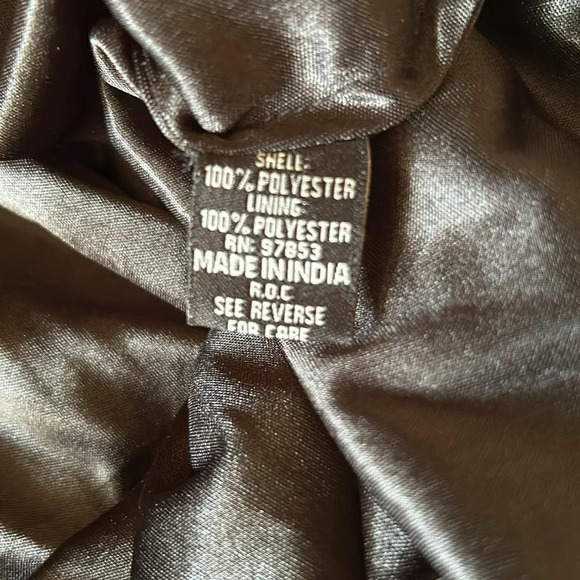 SHELL:
100% POLYESTER
LINING:
100% POLYESTER
RN: 97853
MADE IN INDIA
R.O.C
SEE REVERSE
FOR CARE